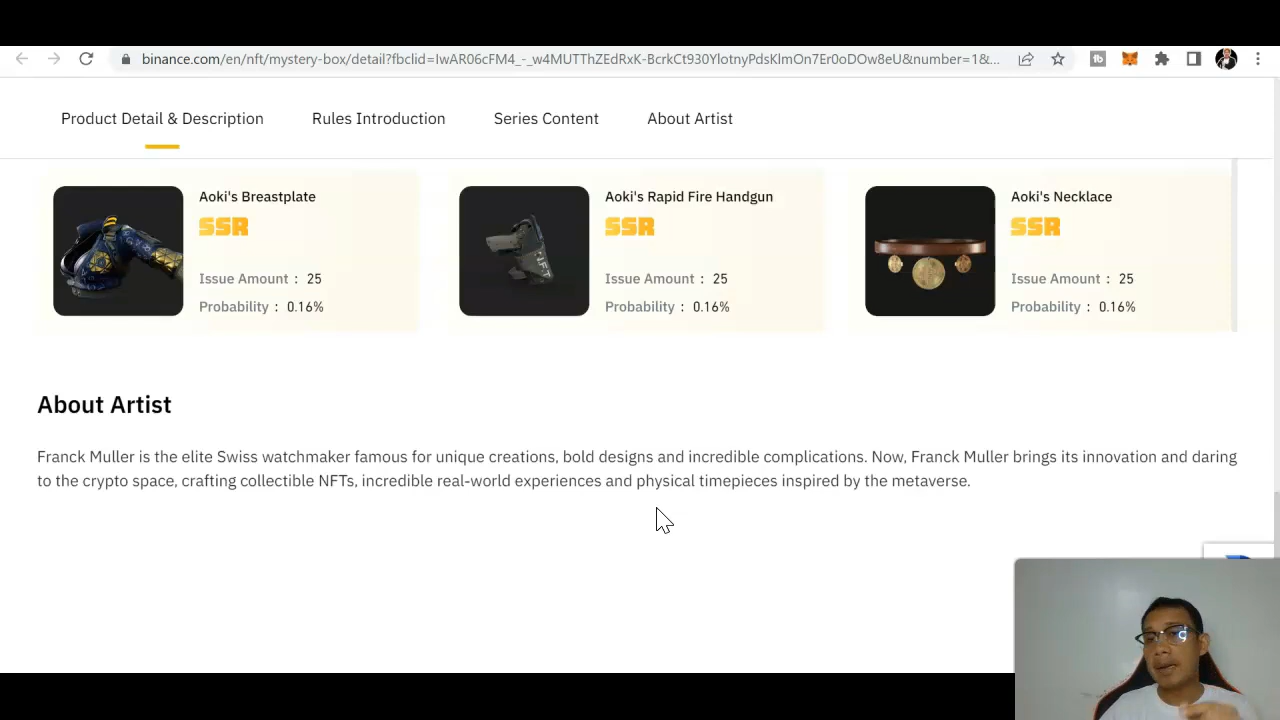 binance.com/en/nft/mystery-box/detail?fbclid=IwAR06cFM4_-_w4MUTThZEdRxK-BcrkCt930YlotnyPdsKlmOn7Er0oDOw8eU&number=1&...
Product Detail & Description Rules Introduction Series Content About Artist
Aoki's Breastplate
SSR
Issue Amount : 25
Probability : 0.16%
Aoki's Rapid Fire Handgun
SSR
Issue Amount : 25
Probability : 0.16%
Aoki's Necklace
SSR
Issue Amount : 25
Probability : 0.16%
About Artist
Franck Muller is the elite Swiss watchmaker famous for unique creations, bold designs and incredible complications. Now, Franck Muller brings its innovation and daring
to the crypto space, crafting collectible NFTs, incredible real-world experiences and physical timepieces inspired by the metaverse.